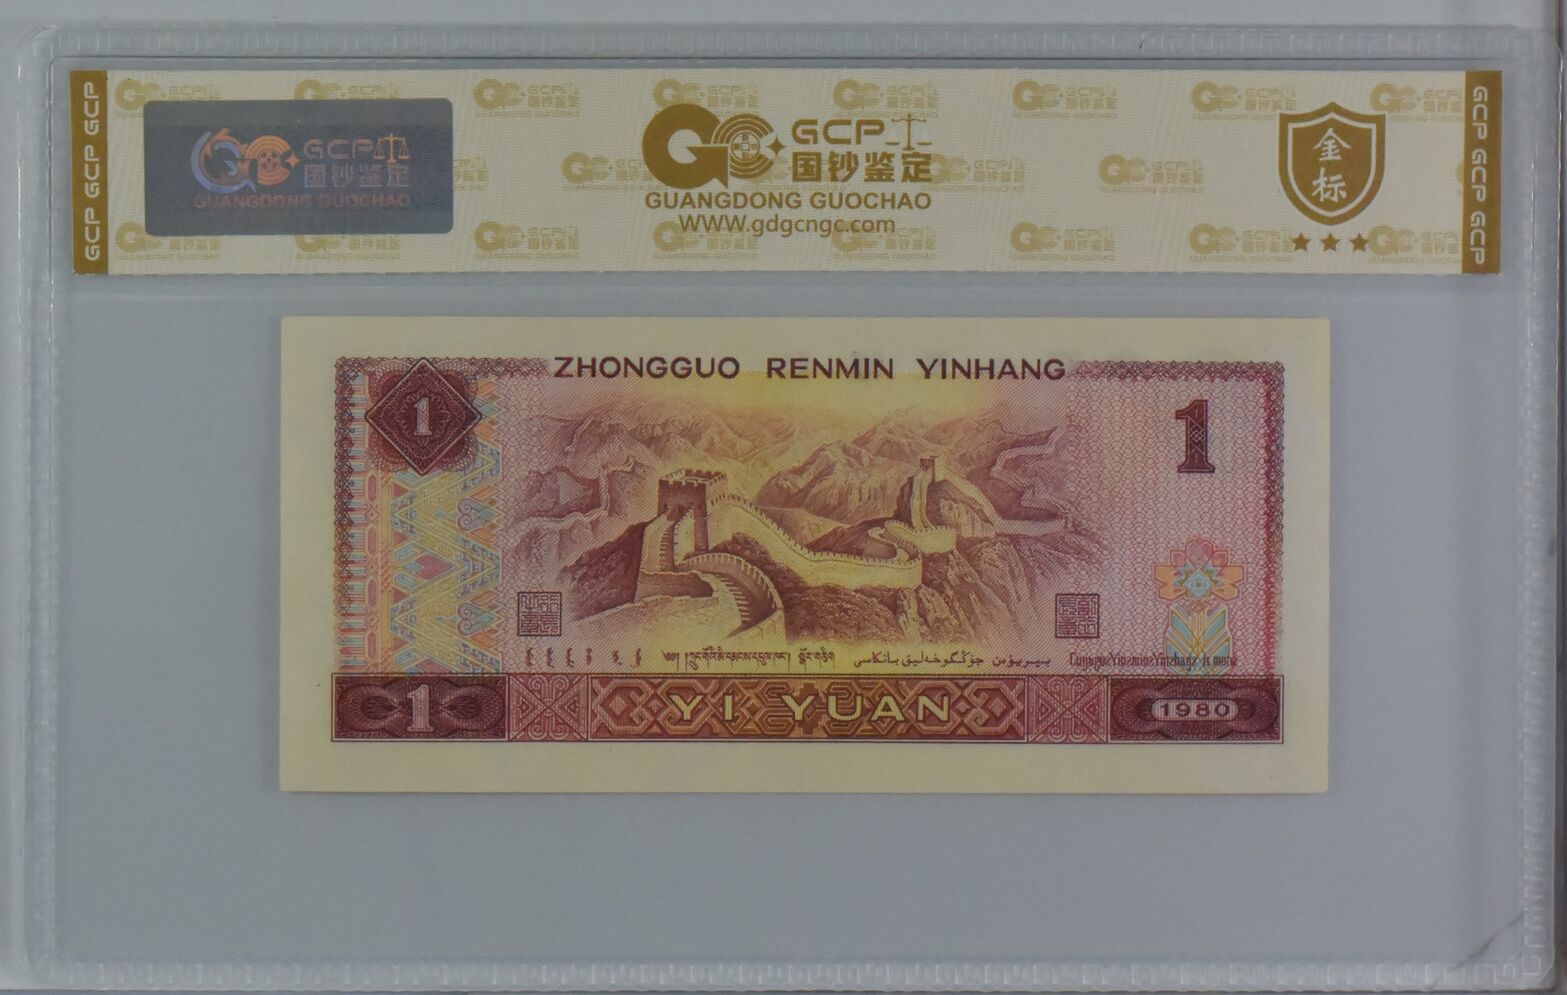 GCP GCP GCP
GCP
国钞鉴定
GUANGDONG GUOCHAO
GCP
国钞鉴定
GUANGDONG GUOCHAO
WWW.gdgcngc.com
金标
GCP GCP GCP
ZHONGGUO RENMIN YINHANG
1
1
1
YI YUAN
1980